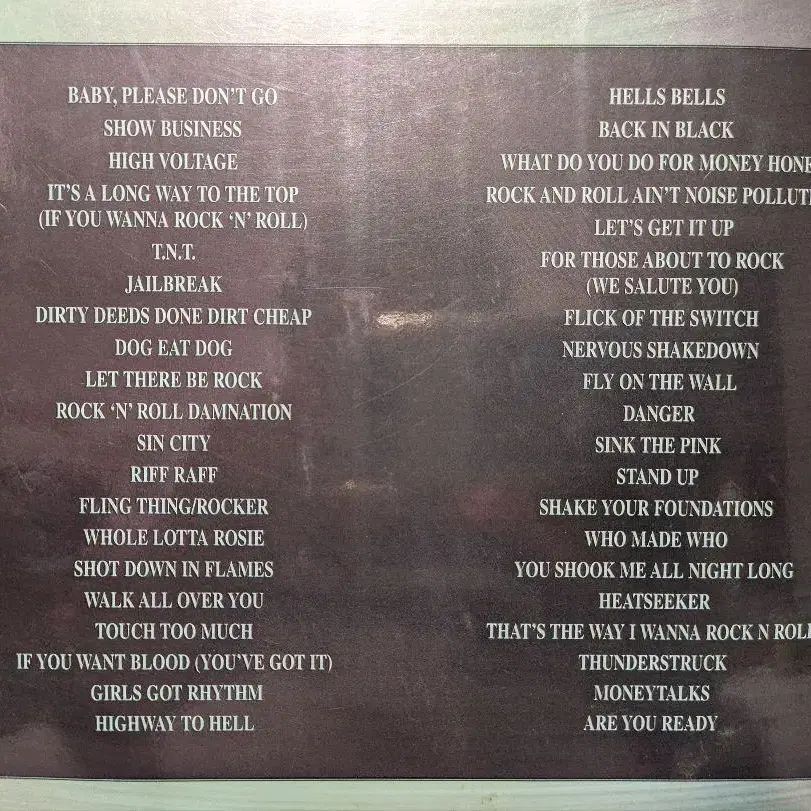 BABY, PLEASE DON'T GO
SHOW BUSINESS
HIGH VOLTAGE
IT'S A LONG WAY TO THE TOP
(IF YOU WANNA ROCK 'N' ROLL)
T.N.T.
JAILBREAK
DIRTY DEEDS DONE DIRT CHEAP
DOG EAT DOG
LET THERE BE ROCK
ROCK 'N' ROLL DAMNATION
SIN CITY
RIFF RAFF
FLING THING/ROCKER
WHOLE LOTTA ROSIE
SHOT DOWN IN FLAMES
WALK ALL OVER YOU
TOUCH TOO MUCH
IF YOU WANT BLOOD (YOU'VE GOT IT)
GIRLS GOT RHYTHM
HIGHWAY TO HELL
HELLS BELLS
BACK IN BLACK
WHAT DO YOU DO FOR MONEY HONE
ROCK AND ROLL AIN'T NOISE POLLUTI
LET'S GET IT UP
FOR THOSE ABOUT TO ROCK
(WE SALUTE YOU)
FLICK OF THE SWITCH
NERVOUS SHAKEDOWN
FLY ON THE WALL
DANGER
SINK THE PINK
STAND UP
SHAKE YOUR FOUNDATIONS
WHO MADE WHO
YOU SHOOK ME ALL NIGHT LONG
HEATSEEKER
THAT'S THE WAY I WANNA ROCK N ROLL
THUNDERSTRUCK
MONEYTALKS
ARE YOU READY